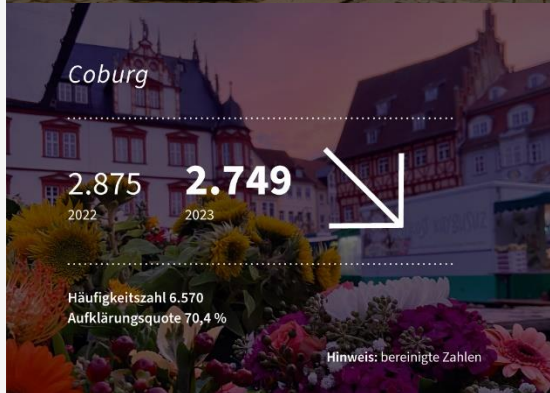 Coburg
2.875 2.749
2022 2023
Häufigkeitszahl 6.570
Aufklärungsquote 70,4 %
Hinweis: bereinigte Zahlen